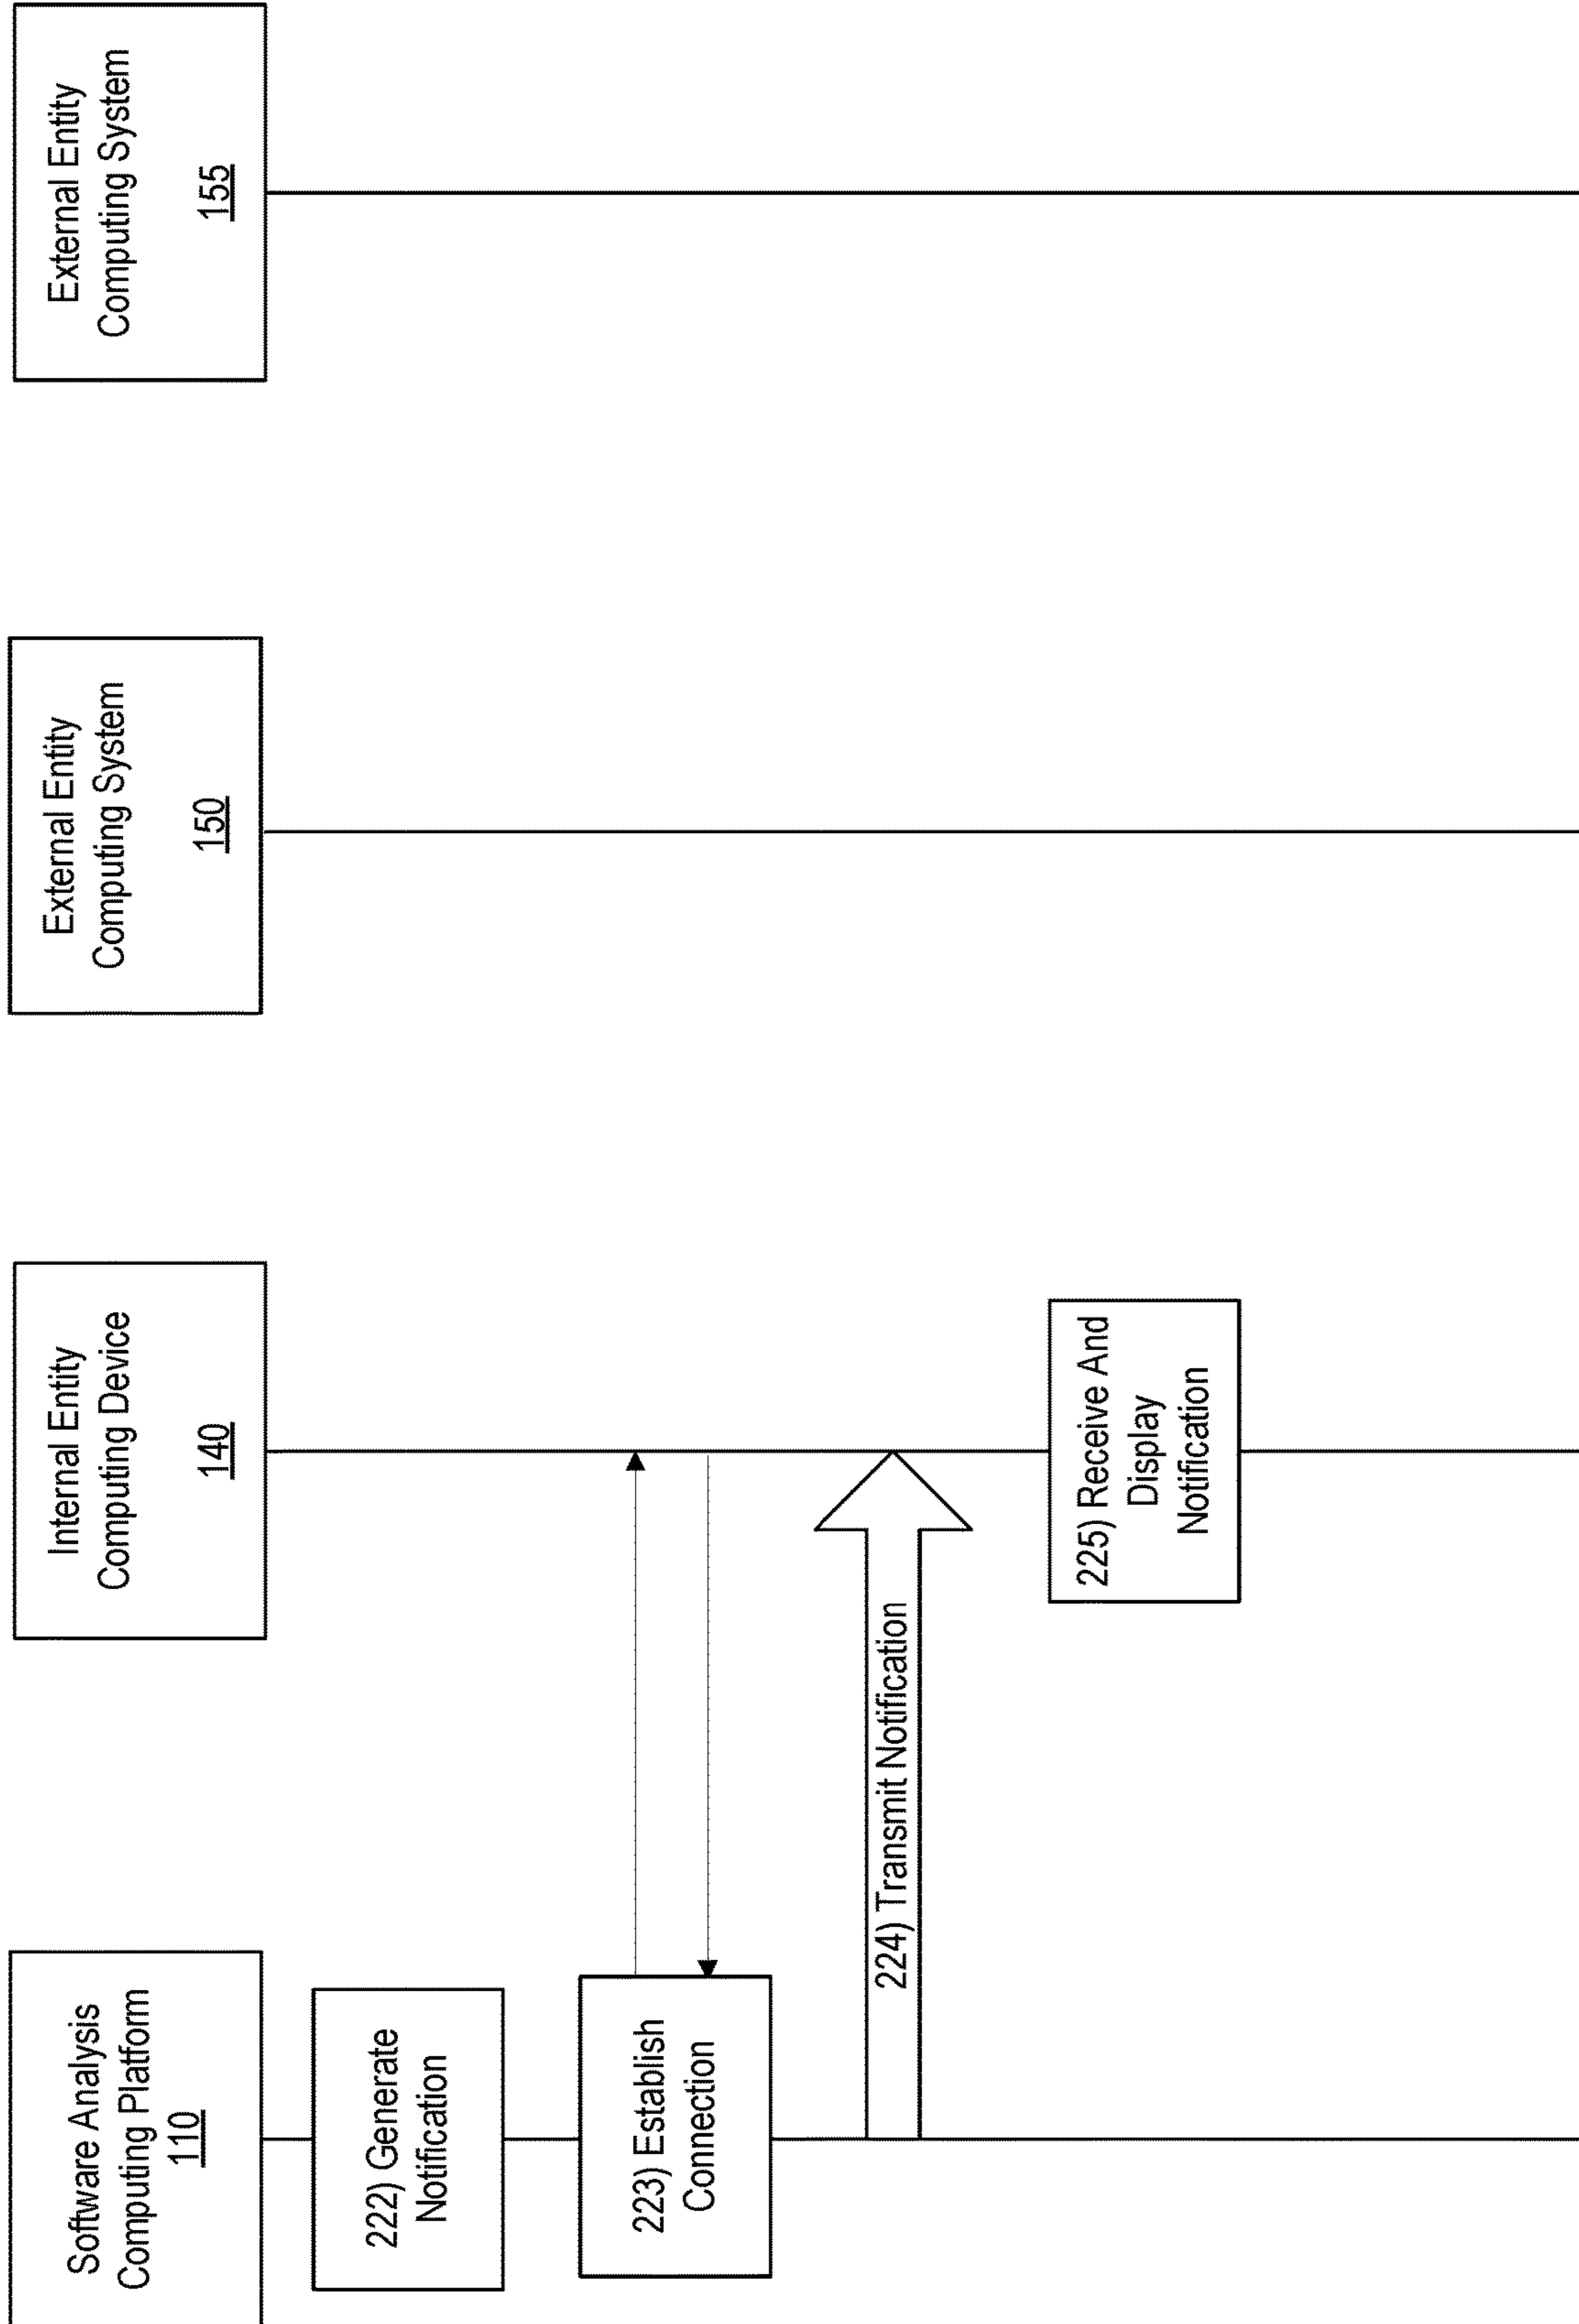 Software Analysis
Computing Platform
110
Internal Entity
Computing Device
140
External Entity
Computing System
150
External Entity
Computing System
155
222) Generate
Notification
223) Establish
Connection
224) Transmit Notification
225) Receive And
Display
Notification